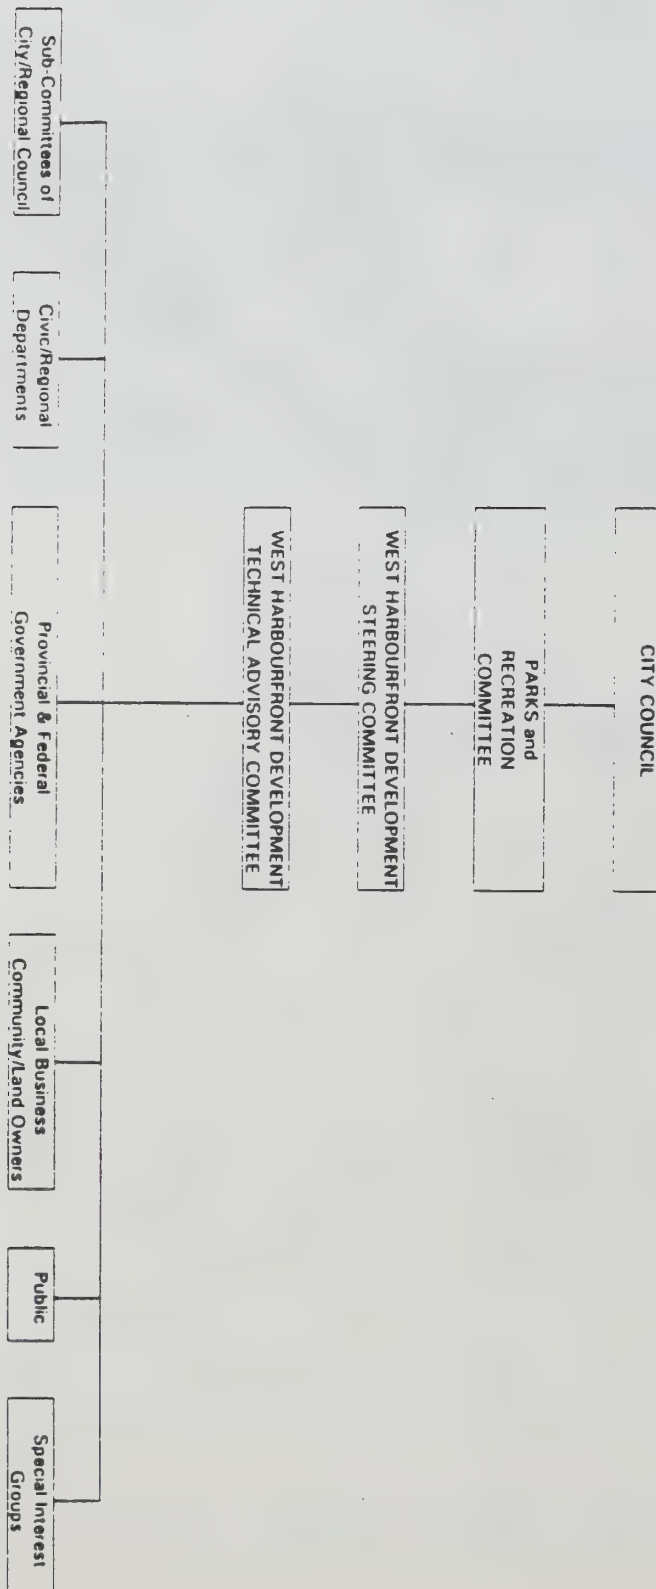 CITY COUNCIL
PARKS and
RECREATION
COMMITTEE
WEST HARBOURFRONT DEVELOPMENT
STEERING COMMITTEE
WEST HARBOURFRONT DEVELOPMENT
TECHNICAL ADVISORY COMMITTEE
Sub-Committees of
City/Regional Council
Civic/Regional
Departments
Provincial & Federal
Government Agencies
Local Business
Community/Land Owners
Public
Special Interest
Groups